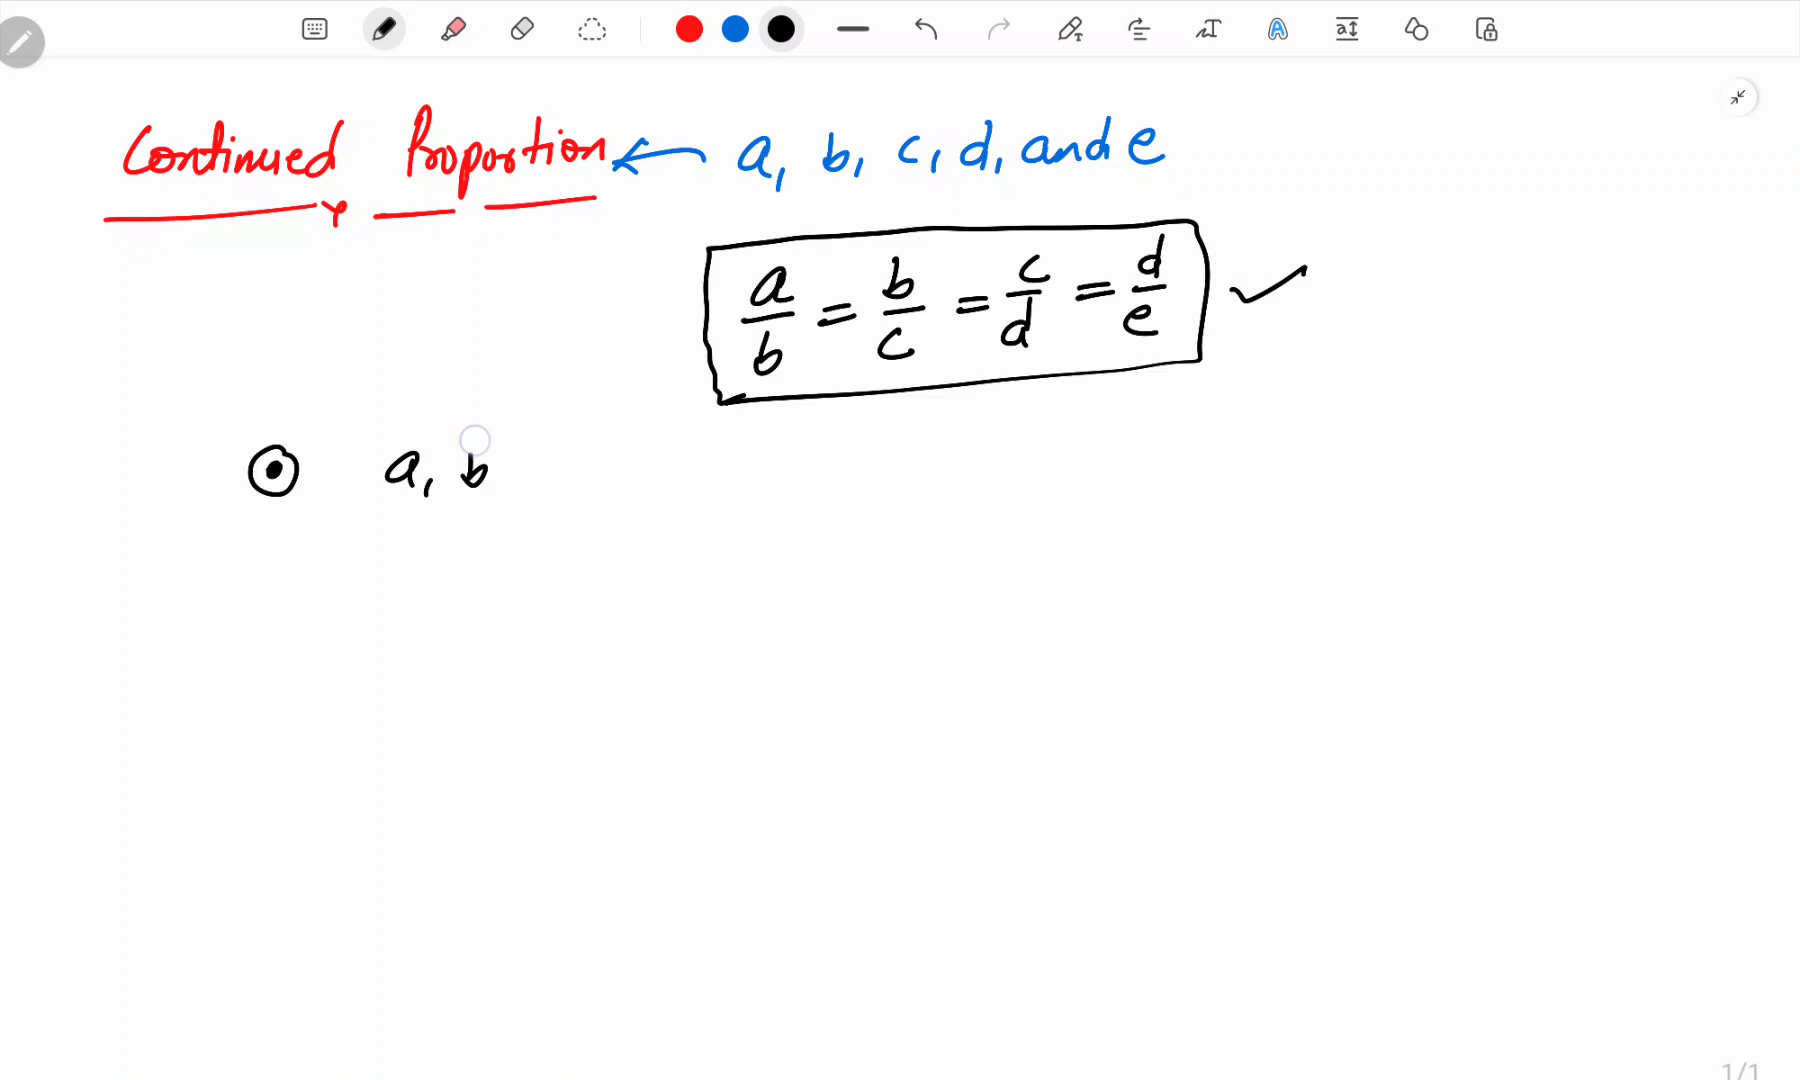 Continued Proportion ← a, b, c, d, and e
a/b = b/c = c/d = d/e ✓
⊙ a, b
1/1